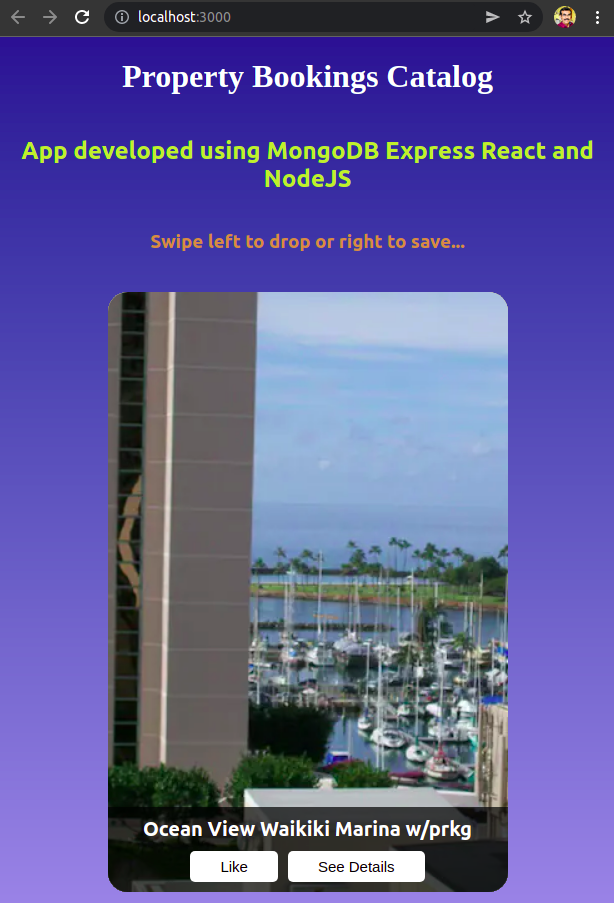 localhost:3000
Property Bookings Catalog
App developed using MongoDB Express React and
NodeJS
Swipe left to drop or right to save...
Ocean View Waikiki Marina w/prkg
Like
See Details